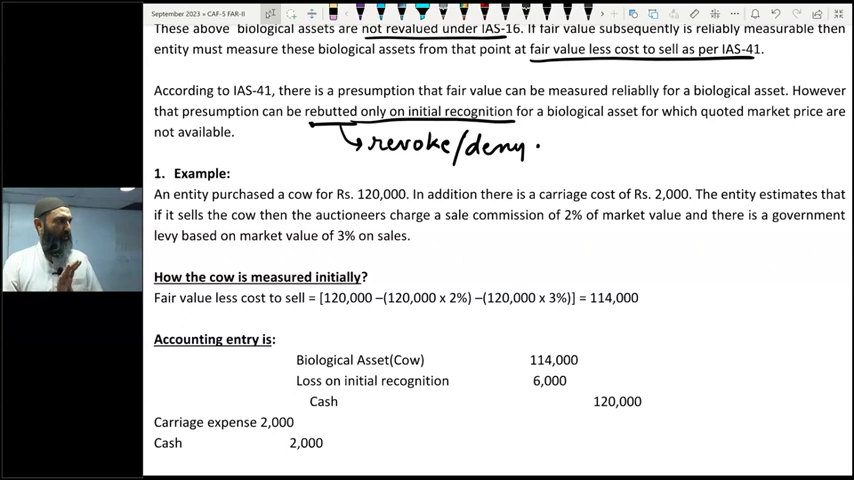 September 2023 » CAF-5 FAR-II
These above biological assets are not revalued under IAS-16. If fair value subsequently is reliably measurable then
entity must measure these biological assets from that point at fair value less cost to sell as per IAS-41.
According to IAS-41, there is a presumption that fair value can be measured reliablly for a biological asset. However
that presumption can be rebutted only on initial recognition for a biological asset for which quoted market price are
not available.
revoke/deny.
1. Example:
An entity purchased a cow for Rs. 120,000. In addition there is a carriage cost of Rs. 2,000. The entity estimates that
if it sells the cow then the auctioneers charge a sale commission of 2% of market value and there is a government
levy based on market value of 3% on sales.
How the cow is measured initially?
Fair value less cost to sell = [120,000 –(120,000 x 2%) –(120,000 x 3%)] = 114,000
Accounting entry is:
Biological Asset(Cow) 114,000
Loss on initial recognition 6,000
Cash 120,000
Carriage expense 2,000
Cash 2,000